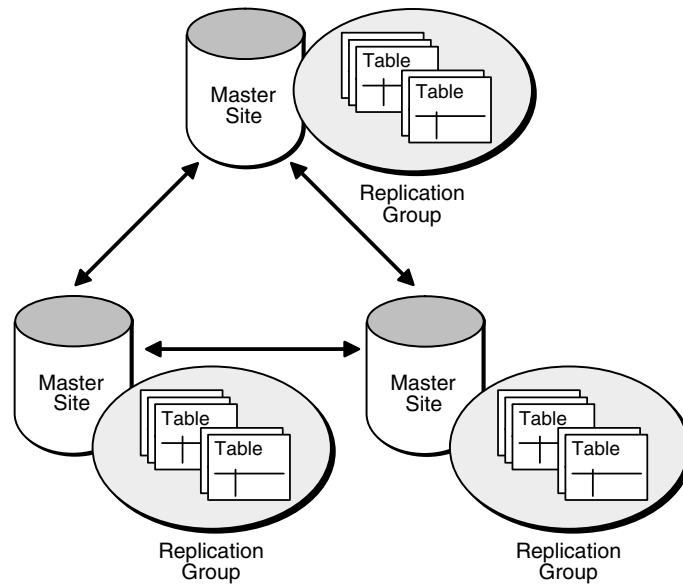 Table
Table
Master
Site
Replication
Group
Master
Site
Table
Table
Replication
Group
Master
Site
Table
Table
Replication
Group